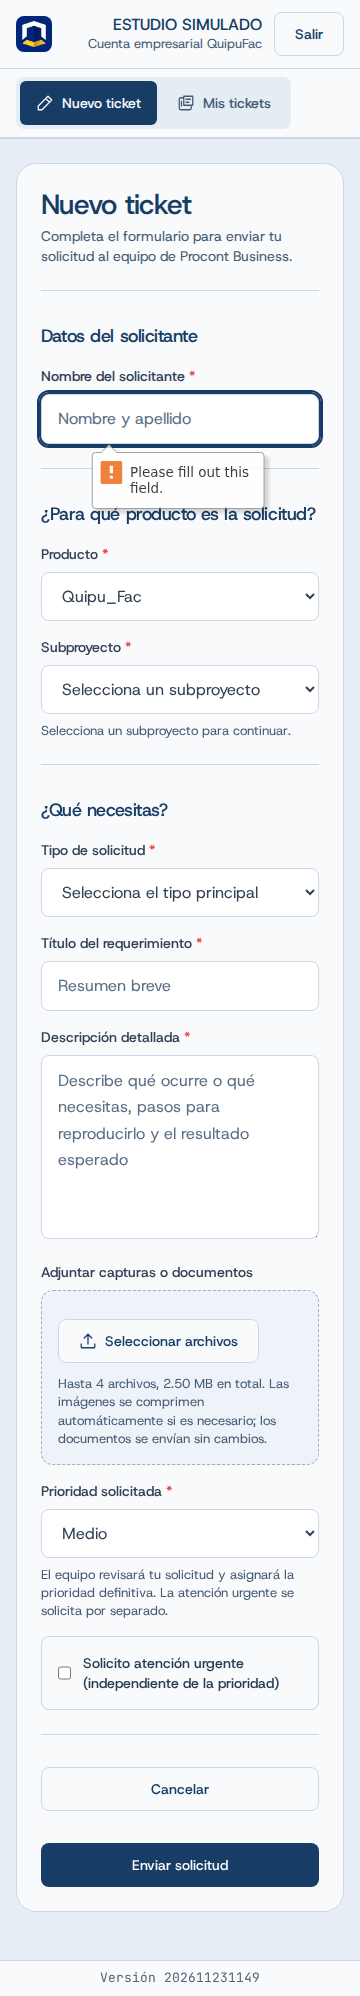 ESTUDIO SIMULADO
Cuenta empresarial QuipuFac
Salir
Nuevo ticket
Mis tickets
Nuevo ticket
Completa el formulario para enviar tu
solicitud al equipo de Procont Business.
Datos del solicitante
Nombre del solicitante *
Nombre y apellido
Please fill out this
field.
¿Para qué producto es la solicitud?
Producto *
Quipu_Fac
Subproyecto *
Selecciona un subproyecto
Selecciona un subproyecto para continuar.
¿Qué necesitas?
Tipo de solicitud *
Selecciona el tipo principal
Título del requerimiento *
Resumen breve
Descripción detallada *
Describe qué ocurre o qué
necesitas, pasos para
reproducirlo y el resultado
esperado
Adjuntar capturas o documentos
Seleccionar archivos
Hasta 4 archivos, 2.50 MB en total. Las
imágenes se comprimen
automáticamente si es necesario; los
documentos se envían sin cambios.
Prioridad solicitada *
Medio
El equipo revisará tu solicitud y asignará la
prioridad definitiva. La atención urgente se
solicita por separado.
Solicito atención urgente
(independiente de la prioridad)
Cancelar
Enviar solicitud
Versión 202611231149